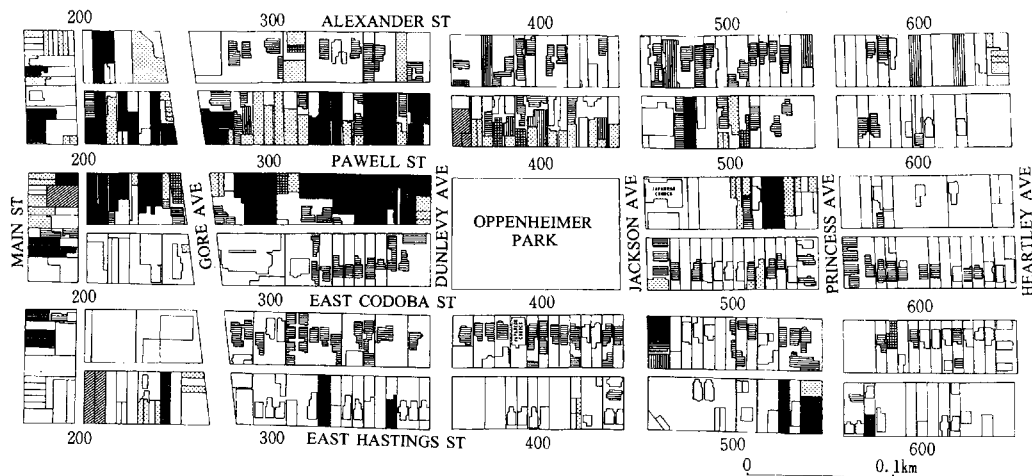 200 300 ALEXANDER ST 400 500 600
200 300 PAWELL ST 400 500 600
MAIN ST
GORE AVE
DUNLEVY AVE
OPPENHEIMER
PARK
JACKSON AVE
PRINCESS AVE
HEARTLEY AVE
200 300 EAST CODOBA ST 400 500 600
200 300 EAST HASTINGS ST 400 500 600
0 0.1km